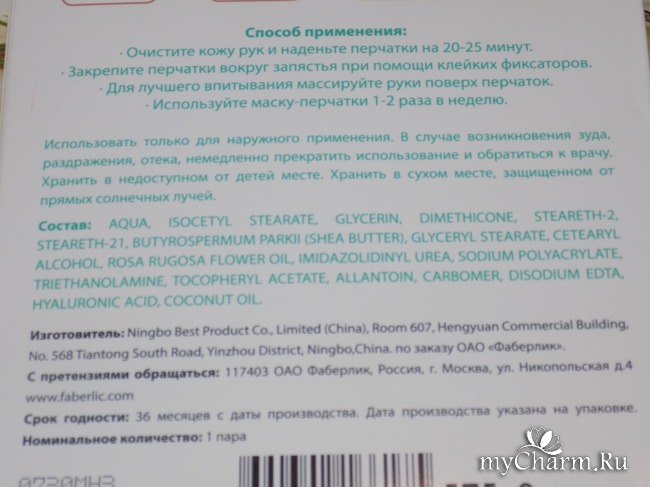 Способ применения:
· Очистите кожу рук и наденьте перчатки на 20-25 минут.
· Закрепите перчатки вокруг запястья при помощи клейких фиксаторов.
· Для лучшего впитывания массируйте руки поверх перчаток.
· Используйте маску-перчатки 1-2 раза в неделю.
Использовать только для наружного применения. В случае возникновения зуда,
раздражения, отека, немедленно прекратить использование и обратиться к врачу.
Хранить в недоступном от детей месте. Хранить в сухом месте, защищенном от
прямых солнечных лучей.
Состав: AQUA, ISOCETYL STEARATE, GLYCERIN, DIMETHICONE, STEARETH-2,
STEARETH-21, BUTYROSPERMUM PARKII (SHEA BUTTER), GLYCERYL STEARATE, CETEARYL
ALCOHOL, ROSA RUGOSA FLOWER OIL, IMIDAZOLIDINYL UREA, SODIUM POLYACRYLATE,
TRIETHANOLAMINE, TOCOPHERYL ACETATE, ALLANTOIN, CARBOMER, DISODIUM EDTA,
HYALURONIC ACID, COCONUT OIL.
Изготовитель: Ningbo Best Product Co., Limited (China), Room 607, Hengyuan Commercial Building,
No. 568 Tiantong South Road, Yinzhou District, Ningbo,China. по заказу ОАО «Фаберлик».
С претензиями обращаться: 117403 ОАО Фаберлик, Россия, г. Москва, ул. Никопольская д.4
www.faberlic.com
Срок годности: 36 месяцев с даты производства. Дата производства указана на упаковке.
Номинальное количество: 1 пара
myCharm.Ru